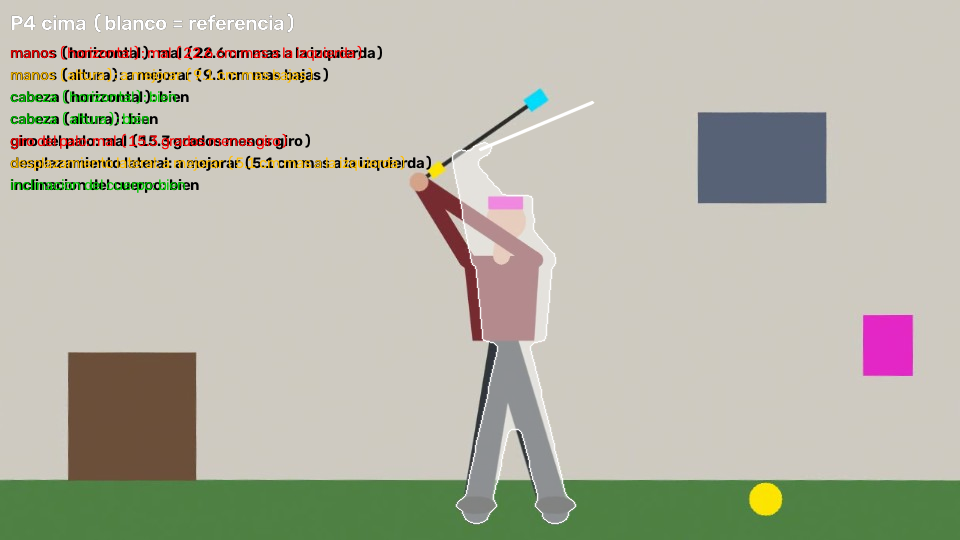 P4 cima (blanco = referencia)
manos (horizontal): mal (22.6 cm mas a la izquierda)
manos (altura): a mejorar (9.1 cm mas bajas)
cabeza (horizontal): bien
cabeza (altura): bien
giro del palo: mal (15.3 grados menos giro)
desplazamiento lateral: a mejorar (5.1 cm mas a la izquierda)
inclinacion del cuerpo: bien